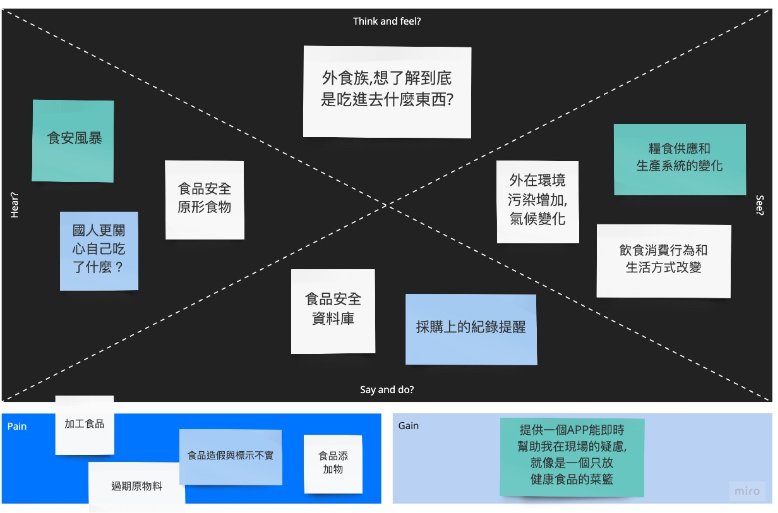 Think and feel?
外食族,想了解到底
是吃進去什麼東西?
Hear?
食安風暴
食品安全
原形食物
國人更關
心自己吃
了什麼？
See?
糧食供應和
生產系統的變化
外在環境
污染增加,
氣候變化
飲食消費行為和
生活方式改變
食品安全
資料庫
採購上的紀錄提醒
Say and do?
Pain
加工食品
過期原物料
食品造假與標示不實
食品添
加物
Gain
提供一個APP能即時
幫助我在現場的疑慮,
就像是一個只放
健康食品的菜籃
miro